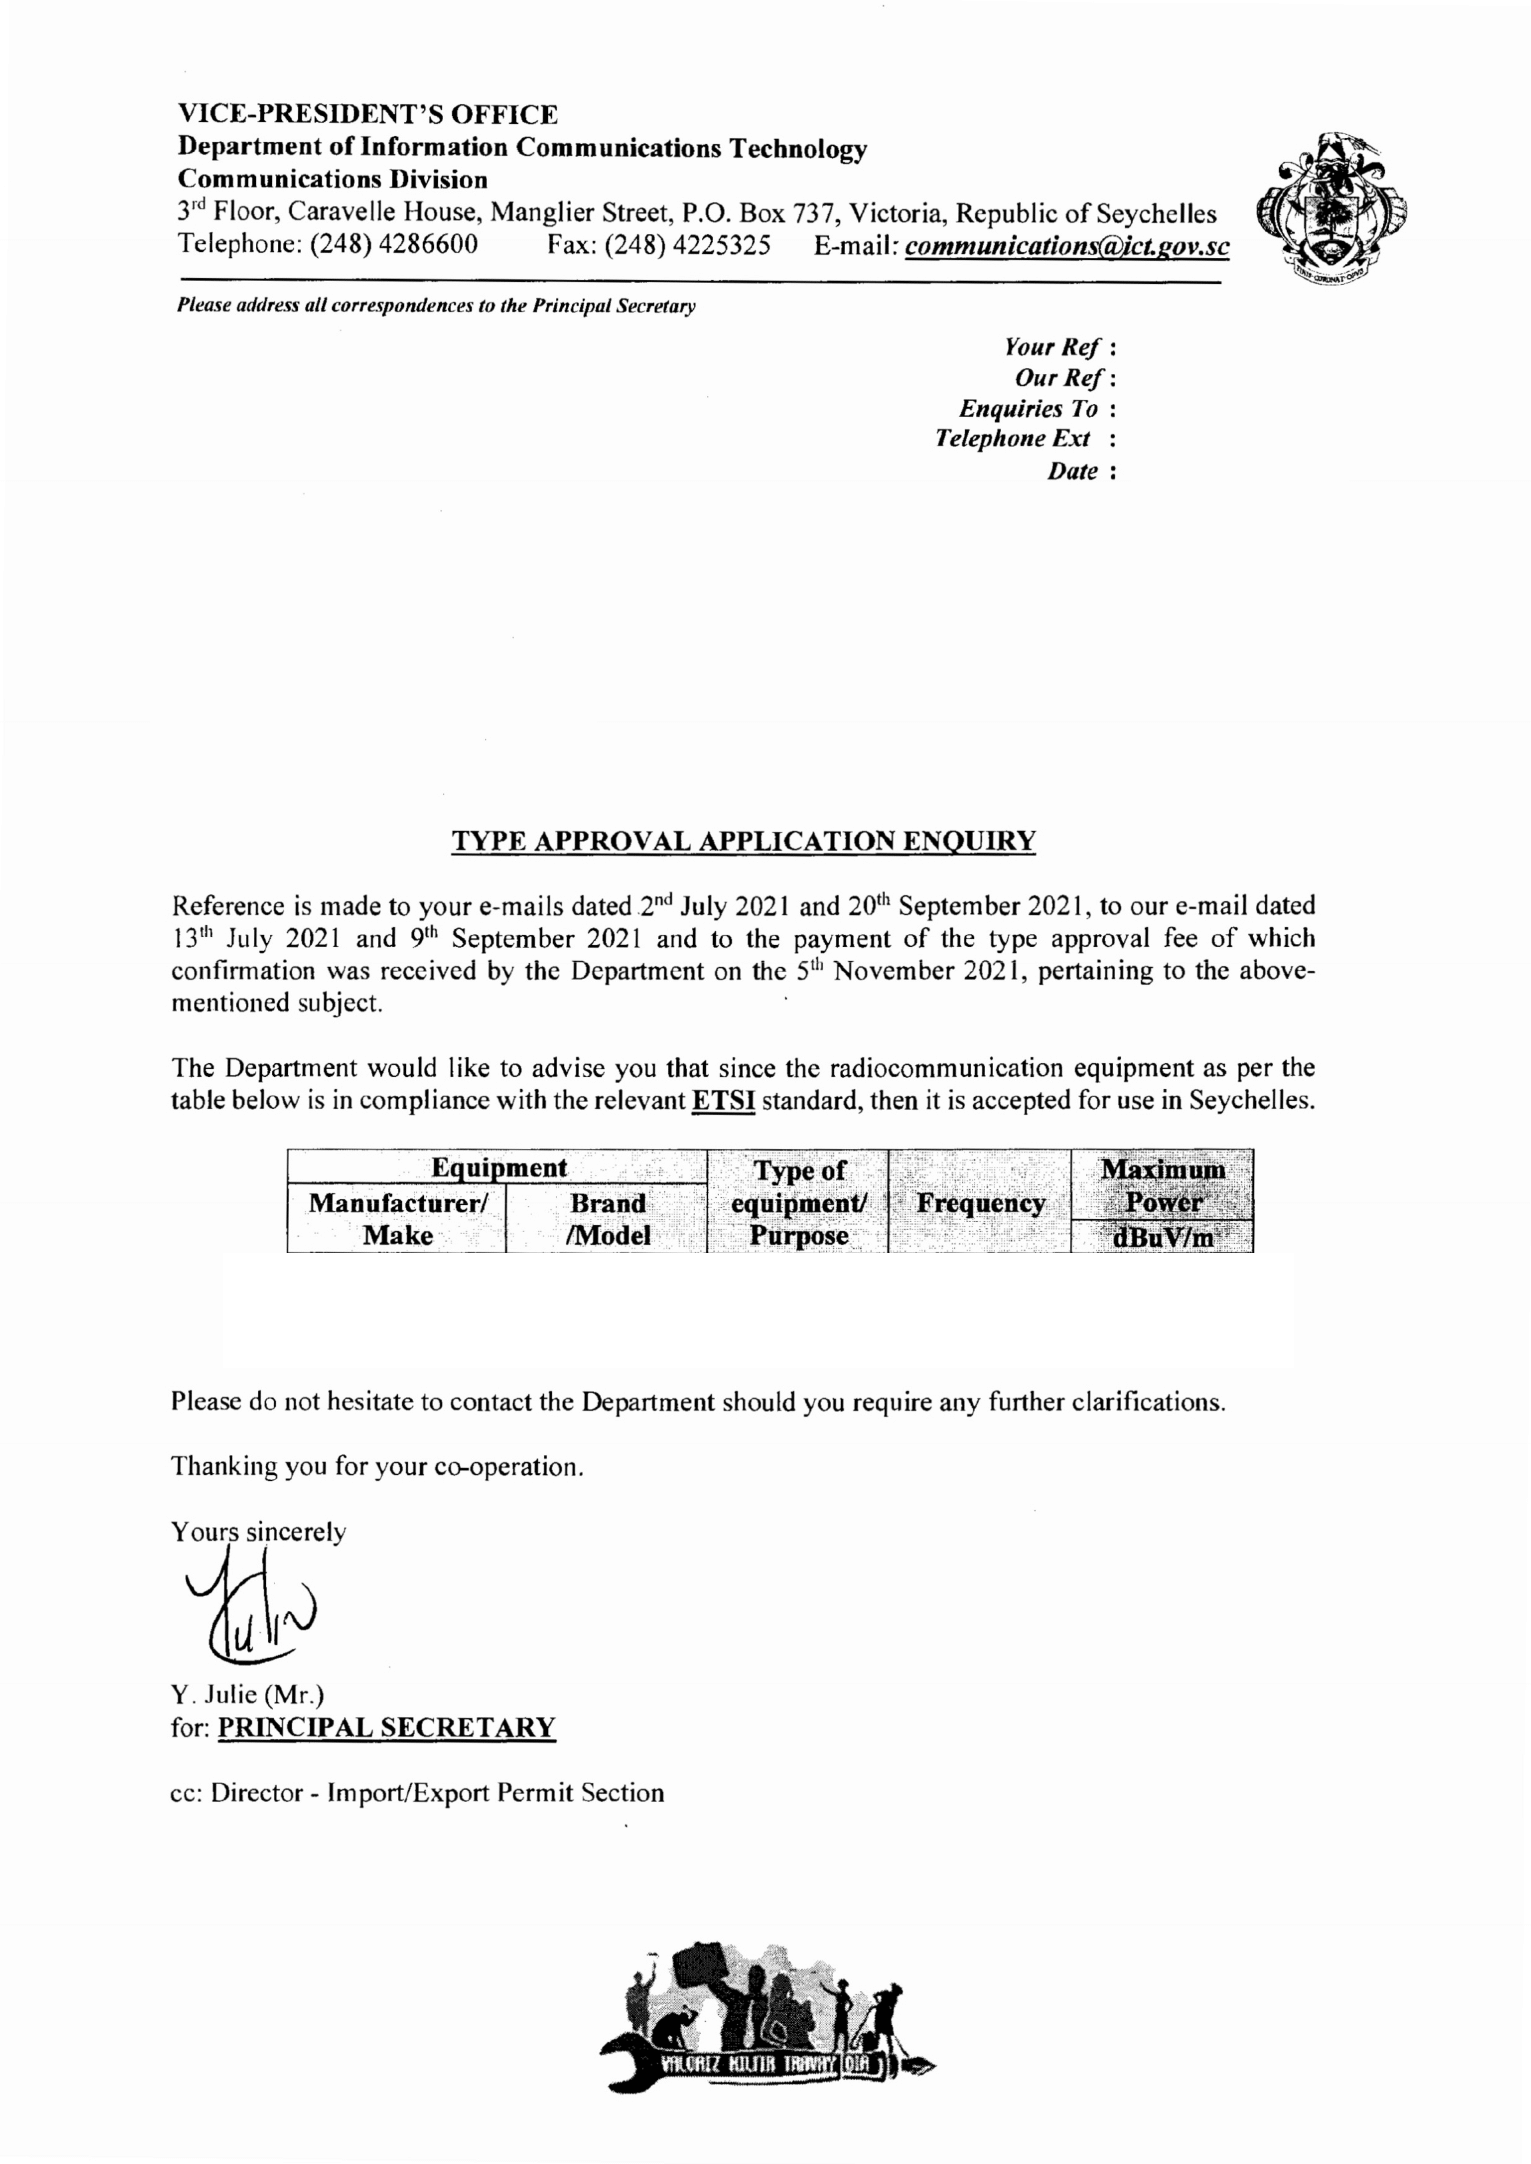 VICE-PRESIDENT'S OFFICE
Department of Information Communications Technology
Communications Division
3rd Floor, Caravelle House, Manglier Street, P.O. Box 737, Victoria, Republic of Seychelles
Telephone: (248) 4286600 Fax: (248) 4225325 E-mail: communications@ict.gov.sc
FINIS CORONAT OPUS
Please address all correspondences to the Principal Secretary
Your Ref :
Our Ref :
Enquiries To :
Telephone Ext :
Date :
TYPE APPROVAL APPLICATION ENQUIRY
Reference is made to your e-mails dated 2nd July 2021 and 20th September 2021, to our e-mail dated
13th July 2021 and 9th September 2021 and to the payment of the type approval fee of which
confirmation was received by the Department on the 5th November 2021, pertaining to the above-
mentioned subject.
The Department would like to advise you that since the radiocommunication equipment as per the
table below is in compliance with the relevant ETSI standard, then it is accepted for use in Seychelles.
Equipment
Manufacturer/
Make
Brand
/Model
Type of
equipment/
Purpose
Frequency
Maximum
Power
dBuV/m
Please do not hesitate to contact the Department should you require any further clarifications.
Thanking you for your co-operation.
Yours sincerely
Y. Julie (Mr.)
for: PRINCIPAL SECRETARY
cc: Director - Import/Export Permit Section
VALORIZ KILTIR TRAVAY